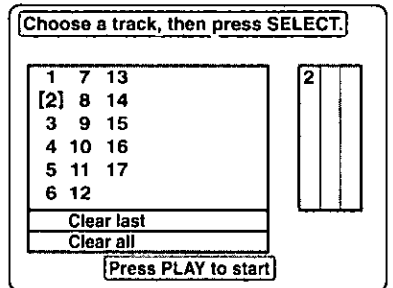 Choose a track, then press SELECT.
1 7 13 2
[2] 8 14
3 9 15
4 10 16
5 11 17
6 12
Clear last
Clear all
Press PLAY to start